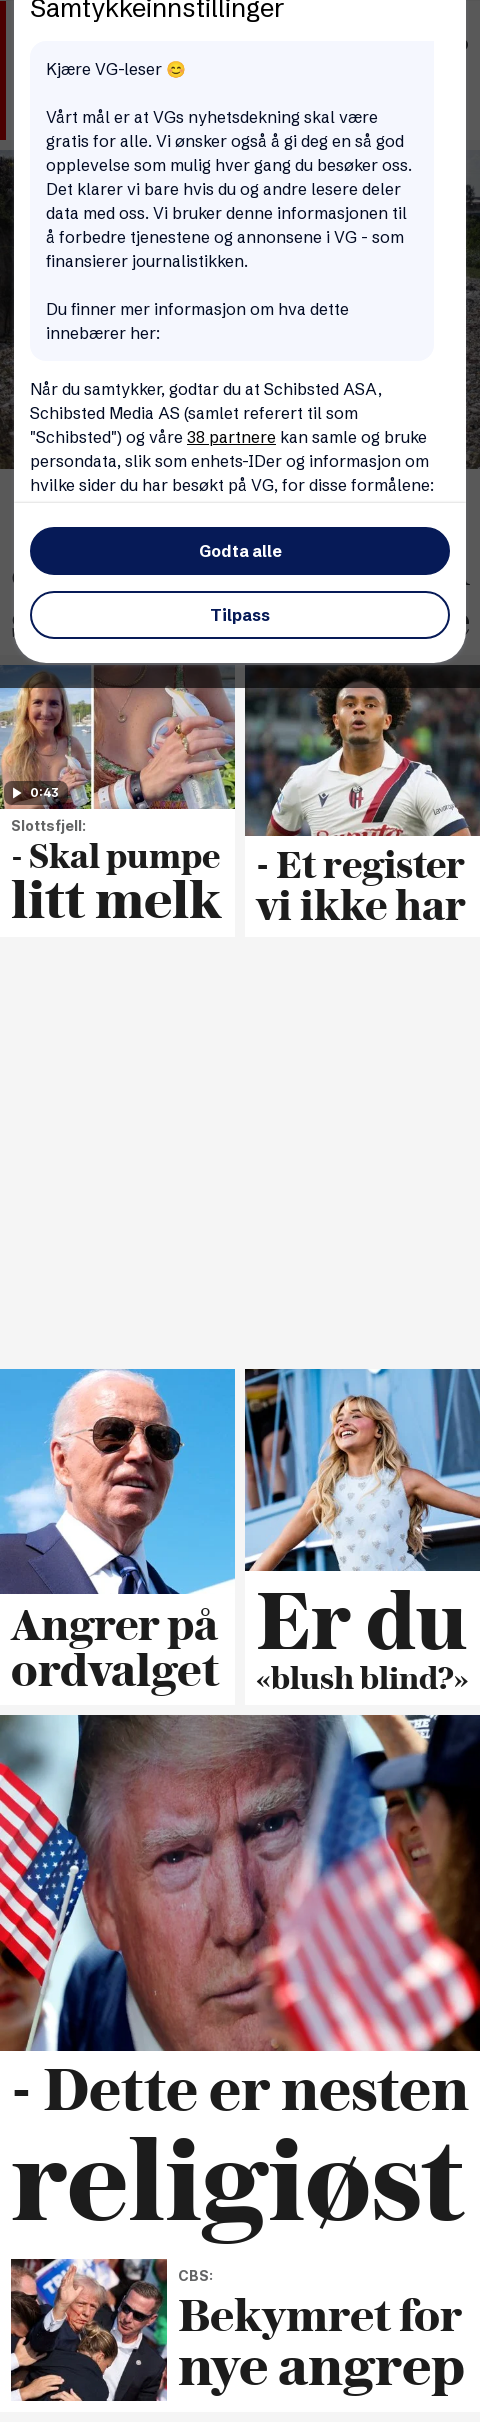 Samtykkeinnstillinger
Kjære VG-leser 😊
Vårt mål er at VGs nyhetsdekning skal være
gratis for alle. Vi ønsker også å gi deg en så god
opplevelse som mulig hver gang du besøker oss.
Det klarer vi bare hvis du og andre lesere deler
data med oss. Vi bruker denne informasjonen til
å forbedre tjenestene og annonsene i VG - som
finansierer journalistikken.
Du finner mer informasjon om hva dette
innebærer her:
Når du samtykker, godtar du at Schibsted ASA,
Schibsted Media AS (samlet referert til som
"Schibsted") og våre 38 partnere kan samle og bruke
persondata, slik som enhets-IDer og informasjon om
hvilke sider du har besøkt på VG, for disse formålene:
Godta alle
Tilpass
0:43
Slottsfjell:
- Skal pumpe
litt melk
- Et register
vi ikke har
Angrer på
ordvalget
Er du
«blush blind?»
- Dette er nesten
religiøst
CBS:
Bekymret for
nye angrep